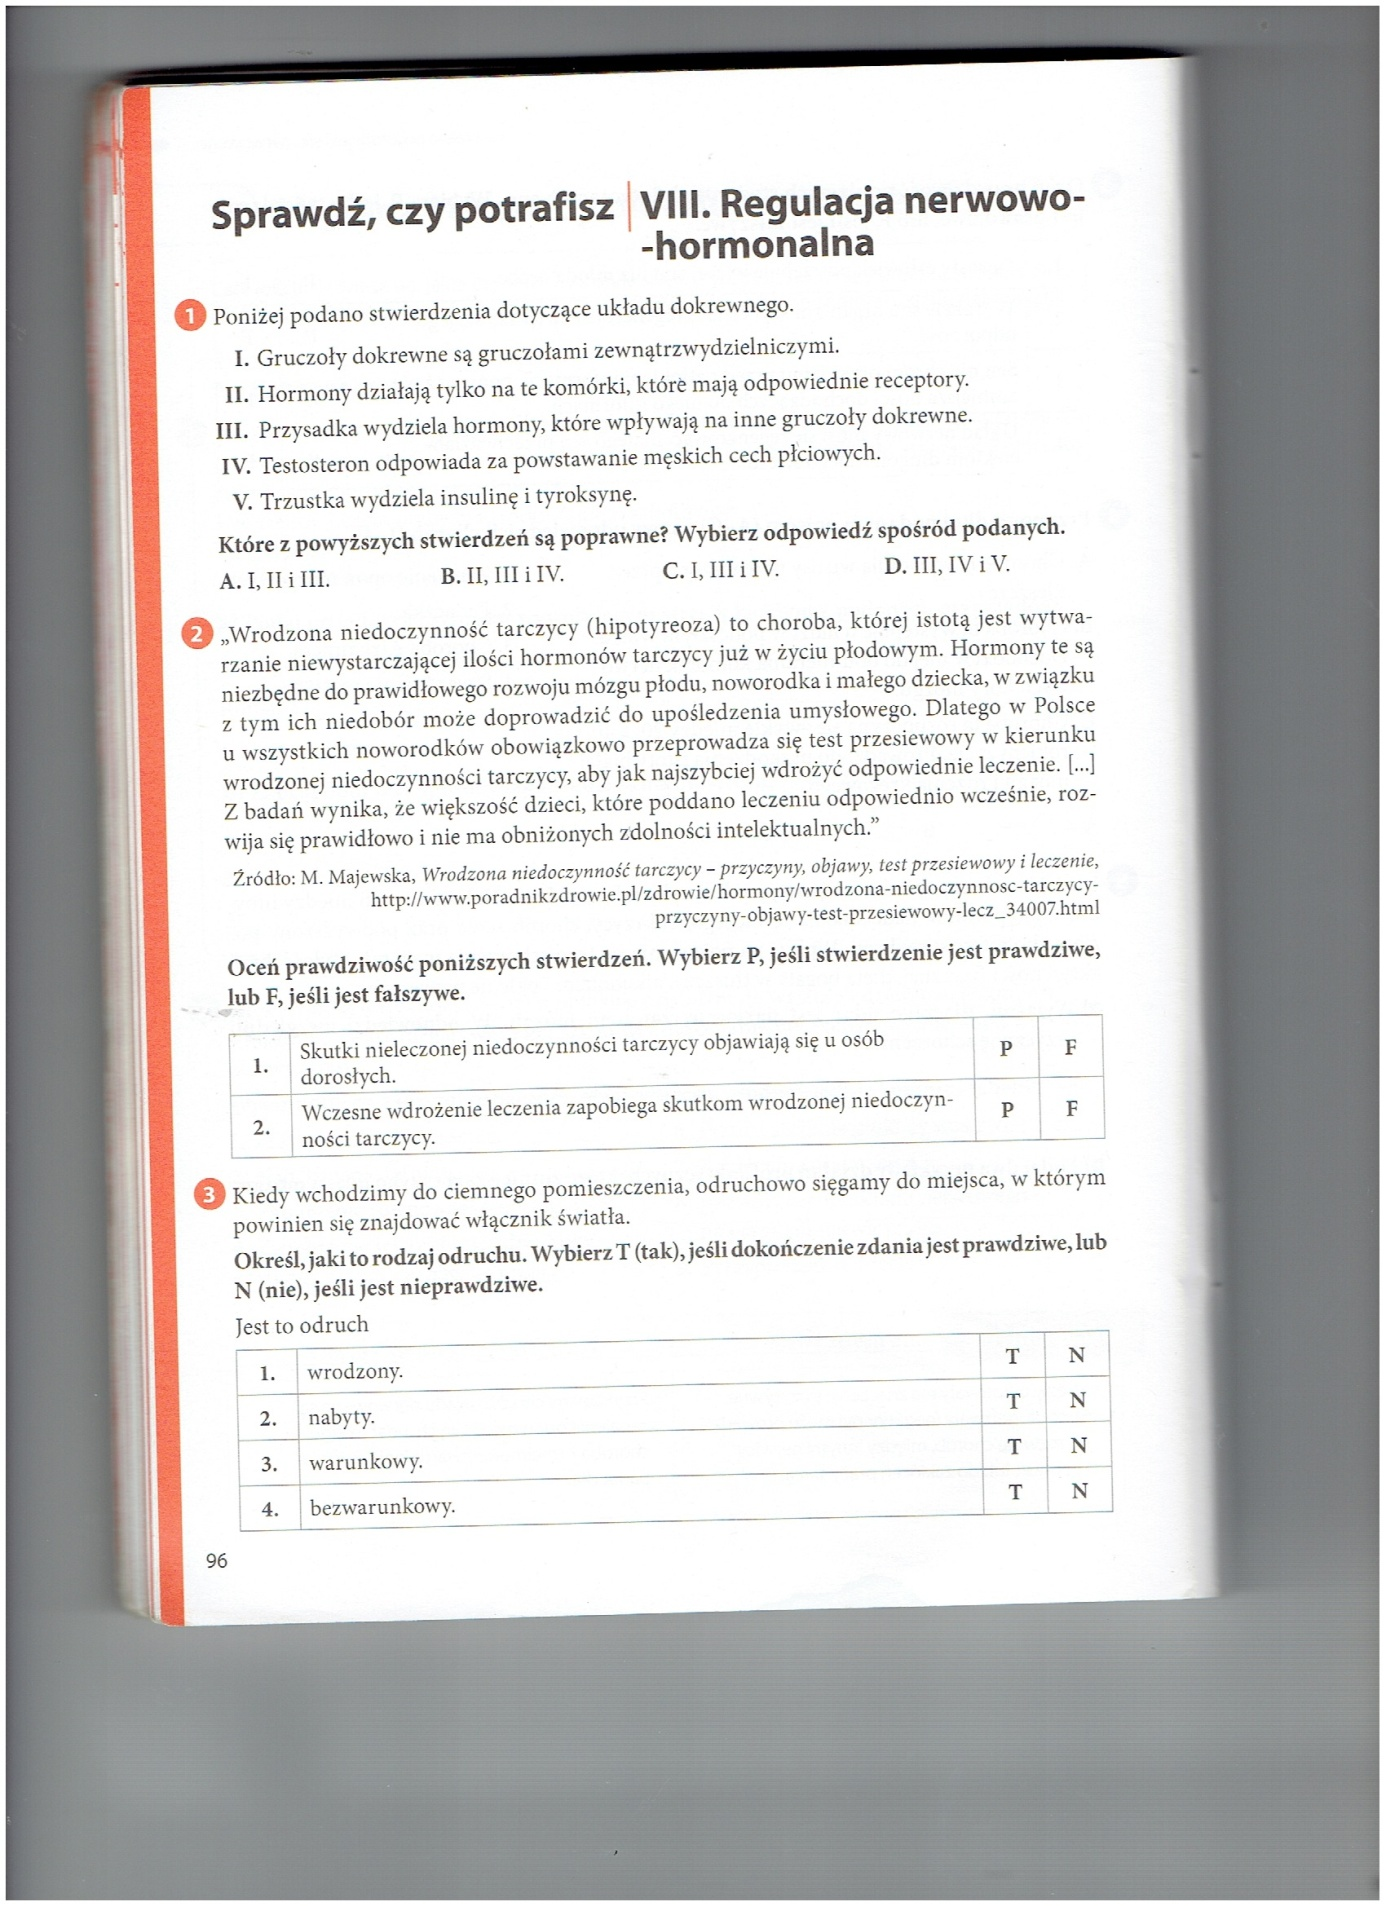 Sprawdź, czy potrafisz | VIII. Regulacja nerwowo-
-hormonalna
1 Poniżej podano stwierdzenia dotyczące układu dokrewnego.
I. Gruczoły dokrewne są gruczołami zewnątrzwydzielniczymi.
II. Hormony działają tylko na te komórki, które mają odpowiednie receptory.
III. Przysadka wydziela hormony, które wpływają na inne gruczoły dokrewne.
IV. Testosteron odpowiada za powstawanie męskich cech płciowych.
V. Trzustka wydziela insulinę i tyroksynę.
Które z powyższych stwierdzeń są poprawne? Wybierz odpowiedź spośród podanych.
A. I, II i III. B. II, III i IV. C. I, III i IV. D. III, IV i V.
2 „Wrodzona niedoczynność tarczycy (hipotyreoza) to choroba, której istotą jest wytwa-
rzanie niewystarczającej ilości hormonów tarczycy już w życiu płodowym. Hormony te są
niezbędne do prawidłowego rozwoju mózgu płodu, noworodka i małego dziecka, w związku
z tym ich niedobór może doprowadzić do upośledzenia umysłowego. Dlatego w Polsce
u wszystkich noworodków obowiązkowo przeprowadza się test przesiewowy w kierunku
wrodzonej niedoczynności tarczycy, aby jak najszybciej wdrożyć odpowiednie leczenie. [...]
Z badań wynika, że większość dzieci, które poddano leczeniu odpowiednio wcześnie, roz-
wija się prawidłowo i nie ma obniżonych zdolności intelektualnych.”
Źródło: M. Majewska, Wrodzona niedoczynność tarczycy – przyczyny, objawy, test przesiewowy i leczenie,
http://www.poradnikzdrowie.pl/zdrowie/hormony/wrodzona-niedoczynnosc-tarczycy-
przyczyny-objawy-test-przesiewowy-lecz_34007.html
Oceń prawdziwość poniższych stwierdzeń. Wybierz P, jeśli stwierdzenie jest prawdziwe,
lub F, jeśli jest fałszywe.
1. Skutki nieleczonej niedoczynności tarczycy objawiają się u osób P F
dorosłych.
2. Wczesne wdrożenie leczenia zapobiega skutkom wrodzonej niedoczyn- P F
ności tarczycy.
3 Kiedy wchodzimy do ciemnego pomieszczenia, odruchowo sięgamy do miejsca, w którym
powinien się znajdować włącznik światła.
Określ, jaki to rodzaj odruchu. Wybierz T (tak), jeśli dokończenie zdania jest prawdziwe, lub
N (nie), jeśli jest nieprawdziwe.
Jest to odruch
1. wrodzony. T N
2. nabyty. T N
3. warunkowy. T N
4. bezwarunkowy. T N
96